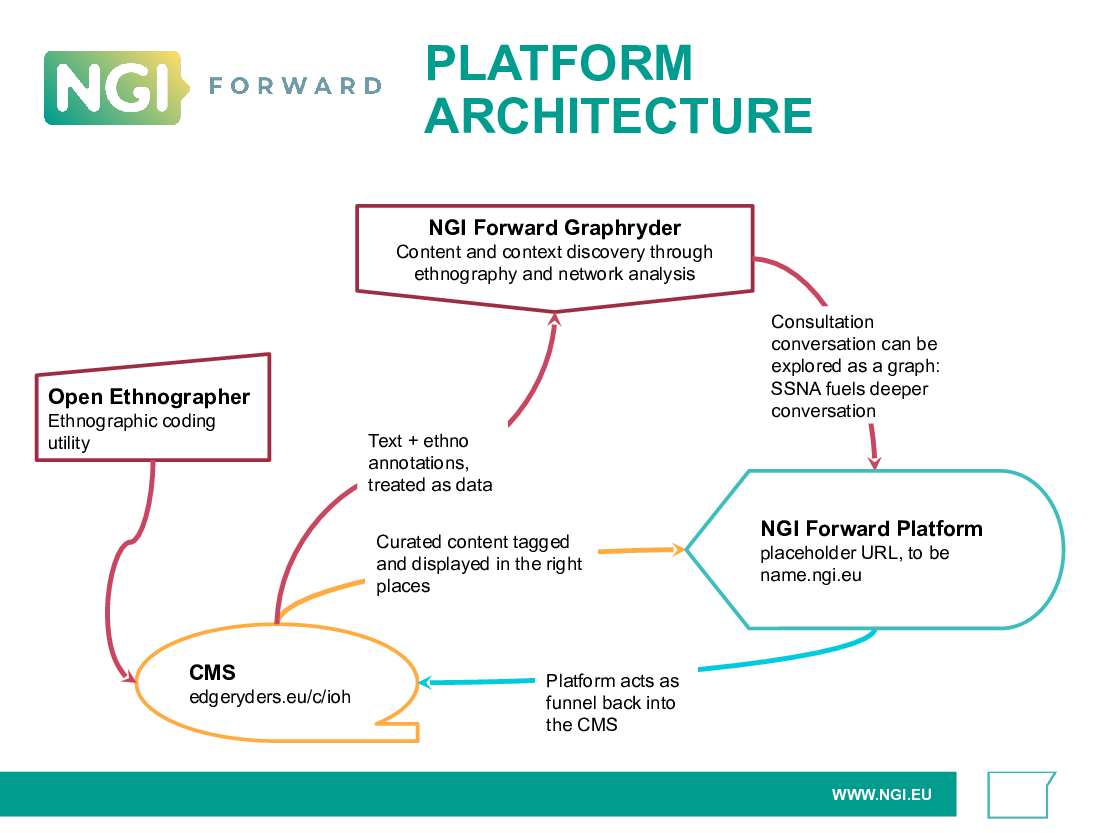 NGI FORWARD
PLATFORM
ARCHITECTURE
NGI Forward Graphryder
Content and context discovery through
ethnography and network analysis
Consultation
conversation can be
explored as a graph:
SSNA fuels deeper
conversation
Open Ethnographer
Ethnographic coding
utility
Text + ethno
annotations,
treated as data
Curated content tagged
and displayed in the right
places
NGI Forward Platform
placeholder URL, to be
name.ngi.eu
CMS
edgeryders.eu/c/ioh
Platform acts as
funnel back into
the CMS
WWW.NGI.EU